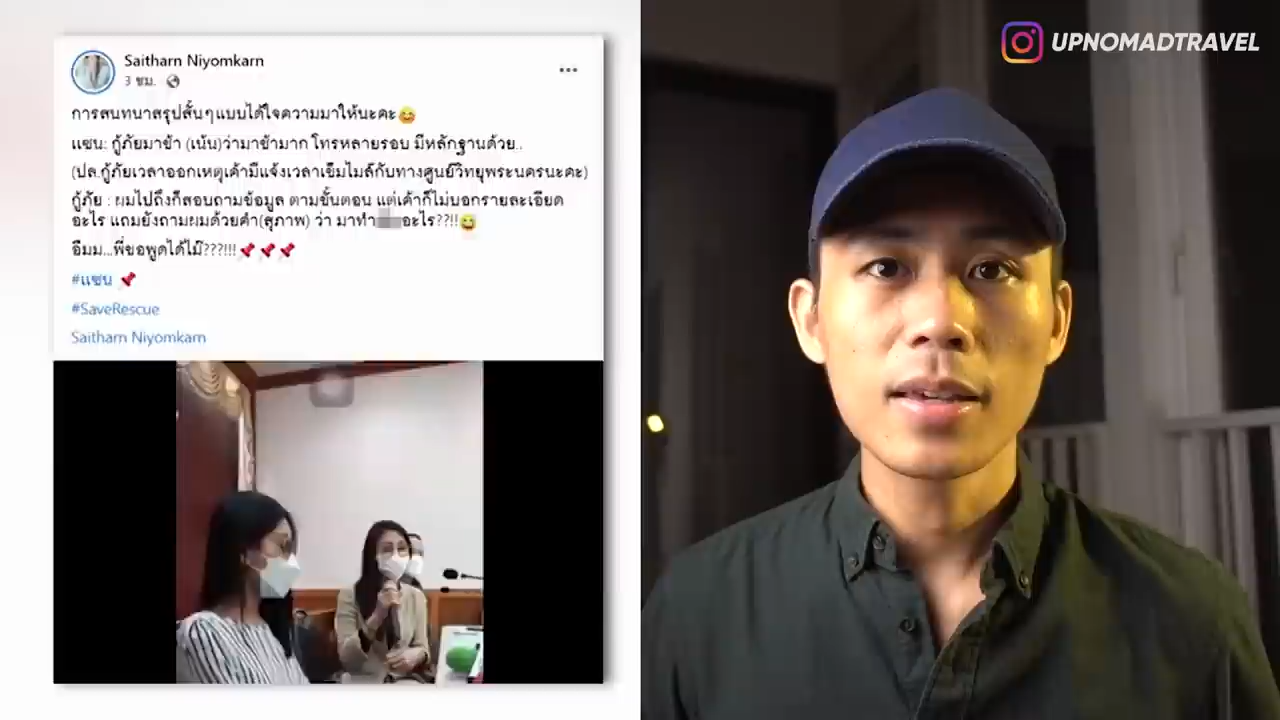 Saitharn Niyomkarn
3 ชม.
การสนทนาสรุปสั้นๆแบบได้ใจความมาให้นะคะ
แซน: กู้ภัยมาช้า (เน้น)ว่ามาช้ามาก โทรหลายรอบ มีหลักฐานด้วย..
(ปล.กู้ภัยเวลาออกเหตุเค้ามีแจ้งเวลาเข็มไมล์กับทางศูนย์วิทยุพระนครนะคะ)
กู้ภัย : ผมไปถึงก็สอบถามข้อมูล ตามขั้นตอน แต่เค้าก็ไม่บอกรายละเอียด
อะไร แถมยังถามผมด้วยคำ(สุภาพ) ว่า มาทำ อะไร??!!
อืมม...พี่ขอพูดได้ไม๊???!!!
#แซน
#SaveRescue
Saitharn Niyomkarn
UPNOMADTRAVEL